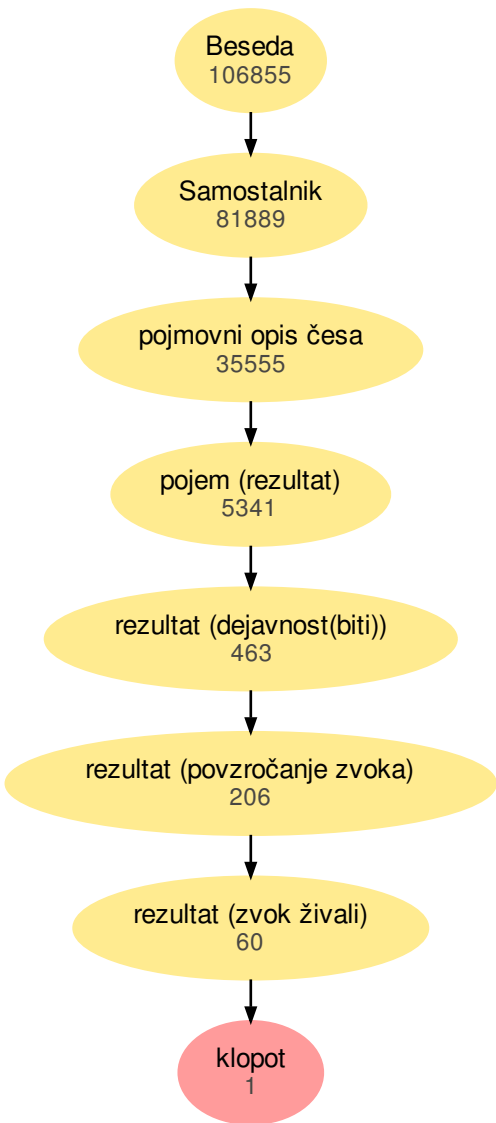 Beseda
106855
Samostalnik
81889
pojmovni opis česa
35555
pojem (rezultat)
5341
rezultat (dejavnost(biti))
463
rezultat (povzročanje zvoka)
206
rezultat (zvok živali)
60
klopot
1